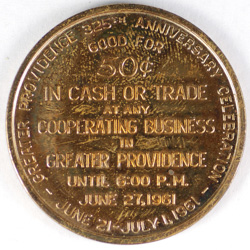 GREATER PROVIDENCE 325TH ANNIVERSARY CELEBRATION
GOOD FOR
50¢
IN CASH OR TRADE
AT ANY
COOPERATING BUSINESS
IN
GREATER PROVIDENCE
UNTIL 6:00 P.M.
JUNE 27, 1961
JUNE 21-JULY 1, 1961